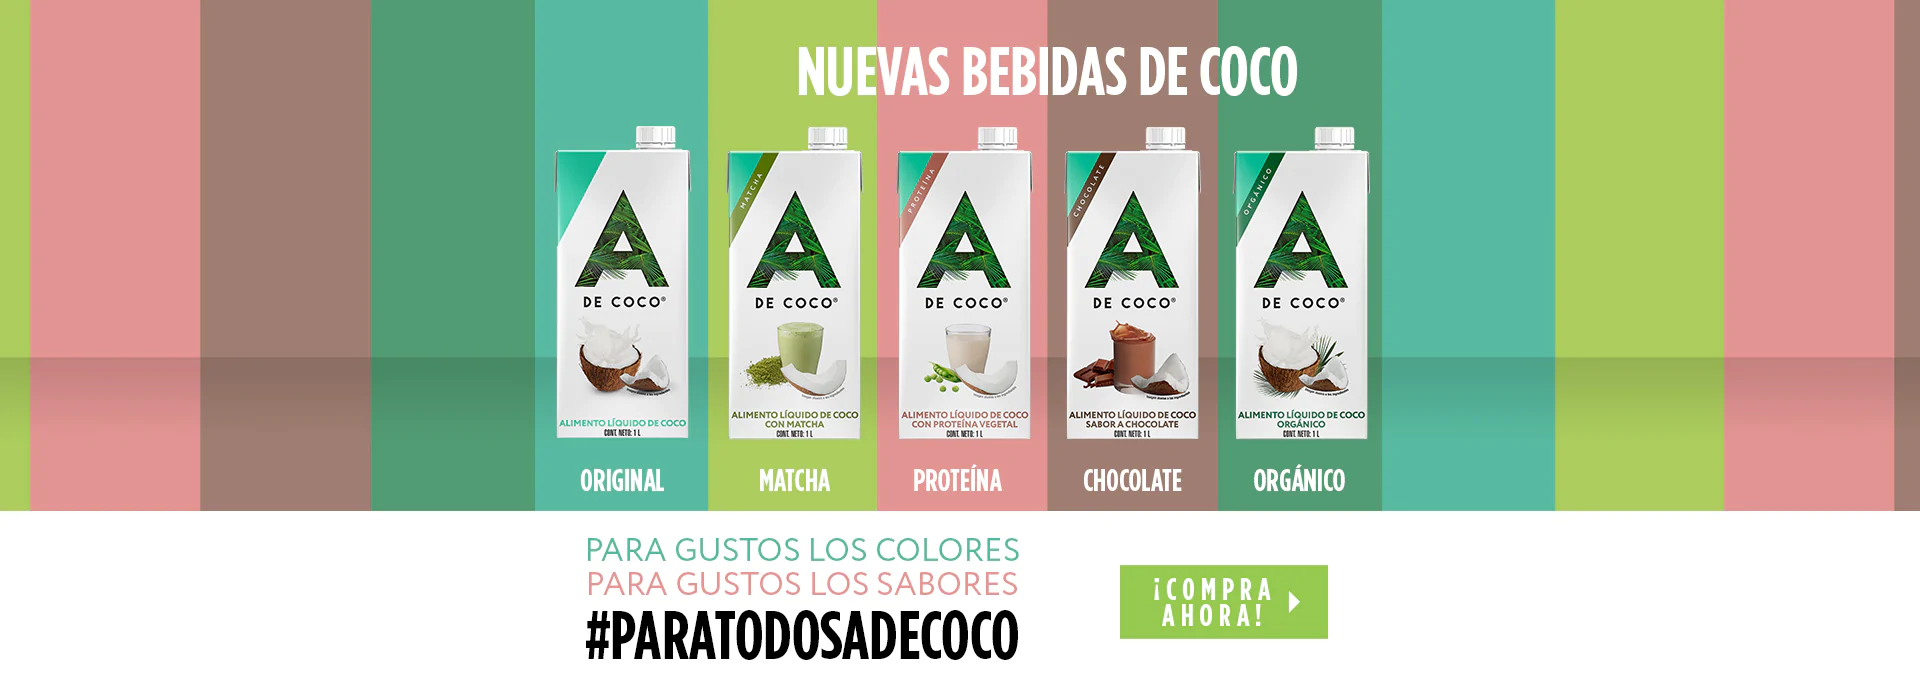 NUEVAS BEBIDAS DE COCO
A
DE COCO®
ALIMENTO LÍQUIDO DE COCO
CONT. NETO: 1 L
MATCHA
A
DE COCO®
ALIMENTO LÍQUIDO DE COCO
CON MATCHA
CONT. NETO: 1 L
PROTEÍNA
A
DE COCO®
ALIMENTO LÍQUIDO DE COCO
CON PROTEÍNA VEGETAL
CONT. NETO: 1 L
CHOCOLATE
A
DE COCO®
ALIMENTO LÍQUIDO DE COCO
SABOR A CHOCOLATE
CONT. NETO: 1 L
ORGÁNICO
A
DE COCO®
ALIMENTO LÍQUIDO DE COCO
ORGÁNICO
CONT. NETO: 1 L
ORIGINAL
MATCHA
PROTEÍNA
CHOCOLATE
ORGÁNICO
PARA GUSTOS LOS COLORES
PARA GUSTOS LOS SABORES
#PARATODOSADECOCO
¡COMPRA
AHORA!